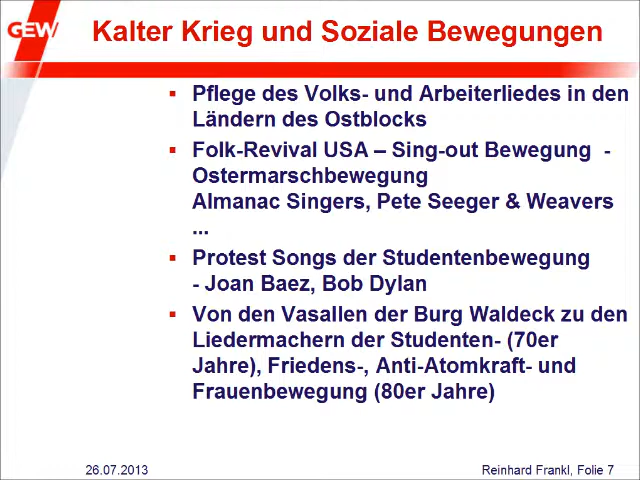 GEW
Kalter Krieg und Soziale Bewegungen
▪ Pflege des Volks- und Arbeiterliedes in den
Ländern des Ostblocks
▪ Folk-Revival USA – Sing-out Bewegung -
Ostermarschbewegung
Almanac Singers, Pete Seeger & Weavers
...
▪ Protest Songs der Studentenbewegung
- Joan Baez, Bob Dylan
▪ Von den Vasallen der Burg Waldeck zu den
Liedermachern der Studenten- (70er
Jahre), Friedens-, Anti-Atomkraft- und
Frauenbewegung (80er Jahre)
26.07.2013
Reinhard Frankl, Folie 7